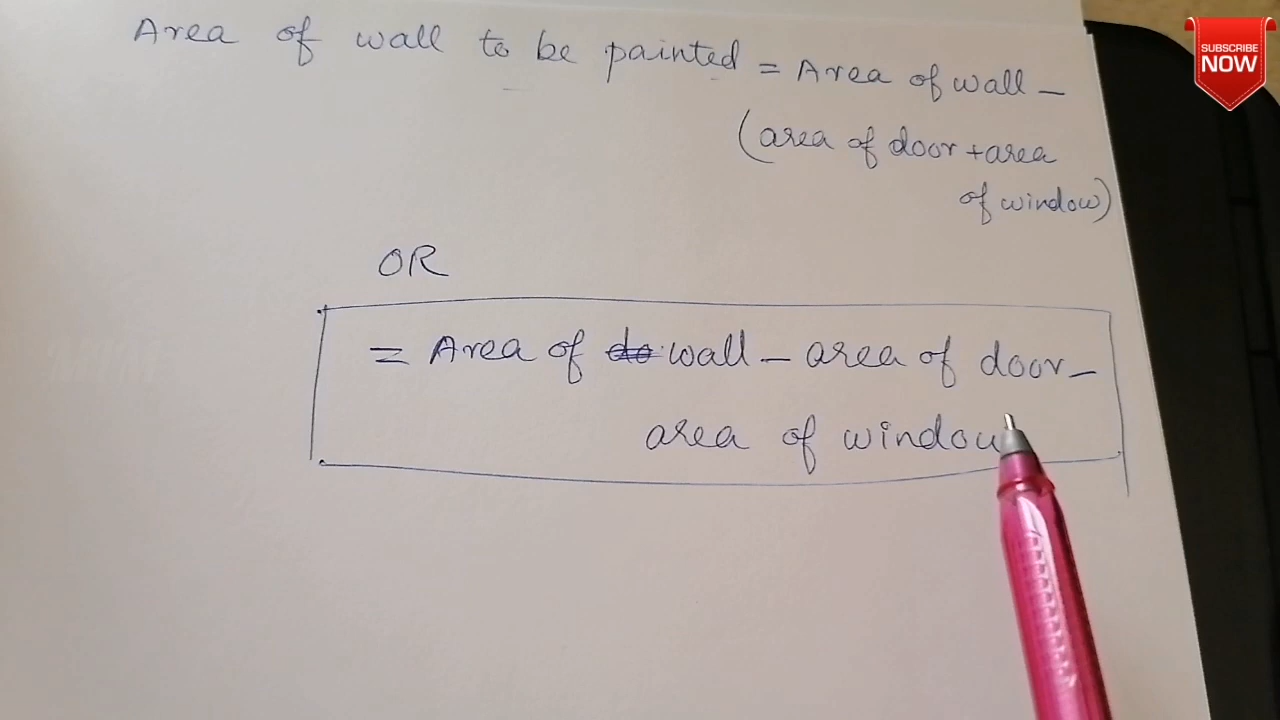 Area of wall to be painted = Area of wall -
(area of door + area
of window)
OR
= Area of wall - area of door -
area of window
SUBSCRIBE
NOW